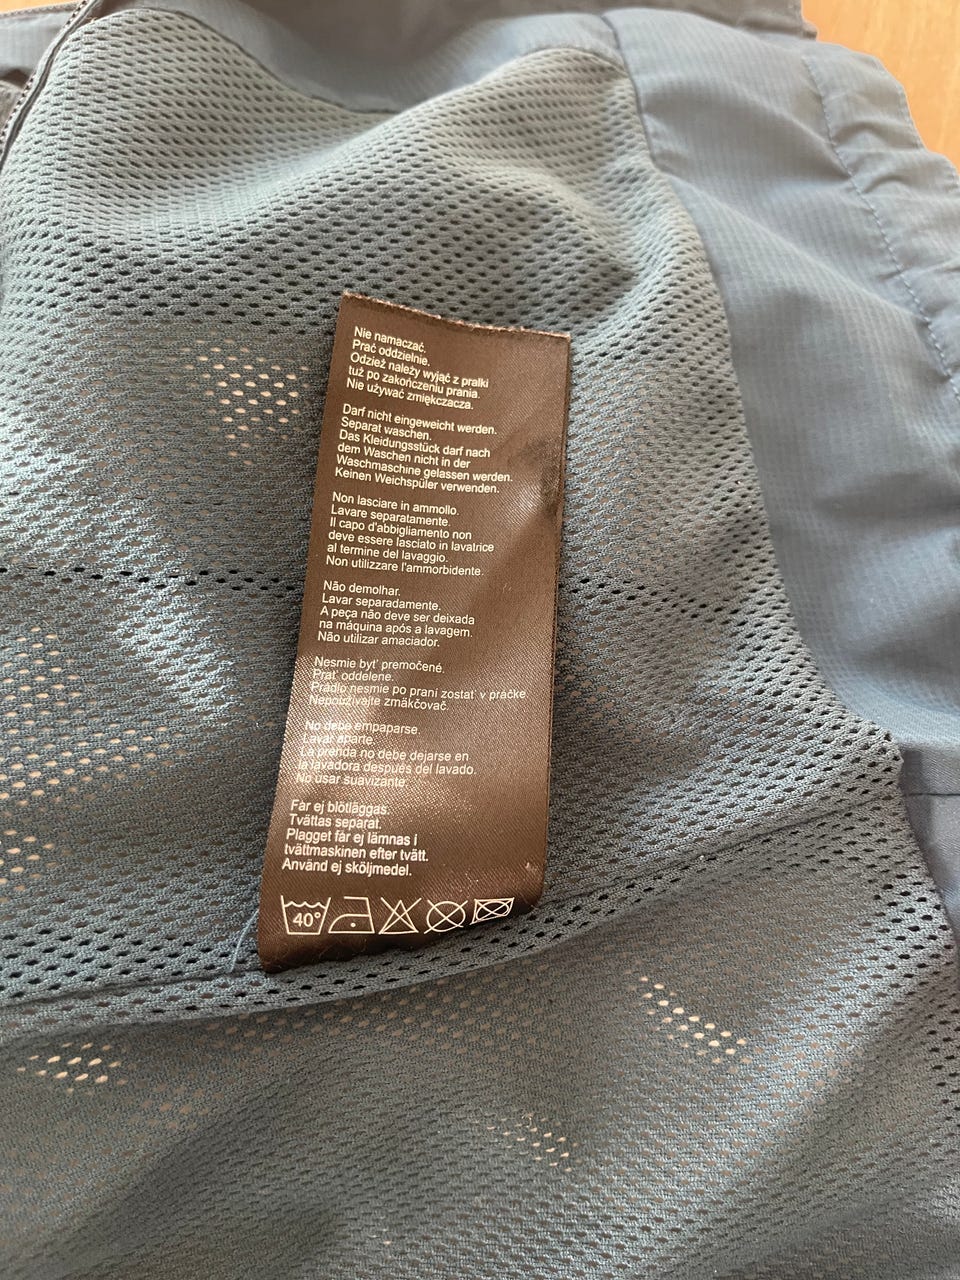 Nie namaczać.
Prać oddzielnie.
Odzież należy wyjąć z pralki
tuż po zakończeniu prania.
Nie używać zmiękczacza.
Darf nicht eingeweicht werden.
Separat waschen.
Das Kleidungsstück darf nach
dem Waschen nicht in der
Waschmaschine gelassen werden.
Keinen Weichspüler verwenden.
Non lasciare in ammollo.
Lavare separatamente.
Il capo d'abbigliamento non
deve essere lasciato in lavatrice
al termine del lavaggio.
Non utilizzare l'ammorbidente.
Não demolhar.
Lavar separadamente.
A peça não deve ser deixada
na máquina após a lavagem.
Não utilizar amaciador.
Nesmie byt' premočené.
Prat' oddelene.
Prádlo nesmie po praní zostat' v práčke.
Nepoužívajte zmäkčovač.
No debe empaparse.
Lavar aparte.
La prenda no debe dejarse en
la lavadora después del lavado.
No usar suavizante.
Får ej blötläggas.
Tvättas separat.
Plagget får ej lämnas i
tvättmaskinen efter tvätt.
Använd ej sköljmedel.
40°